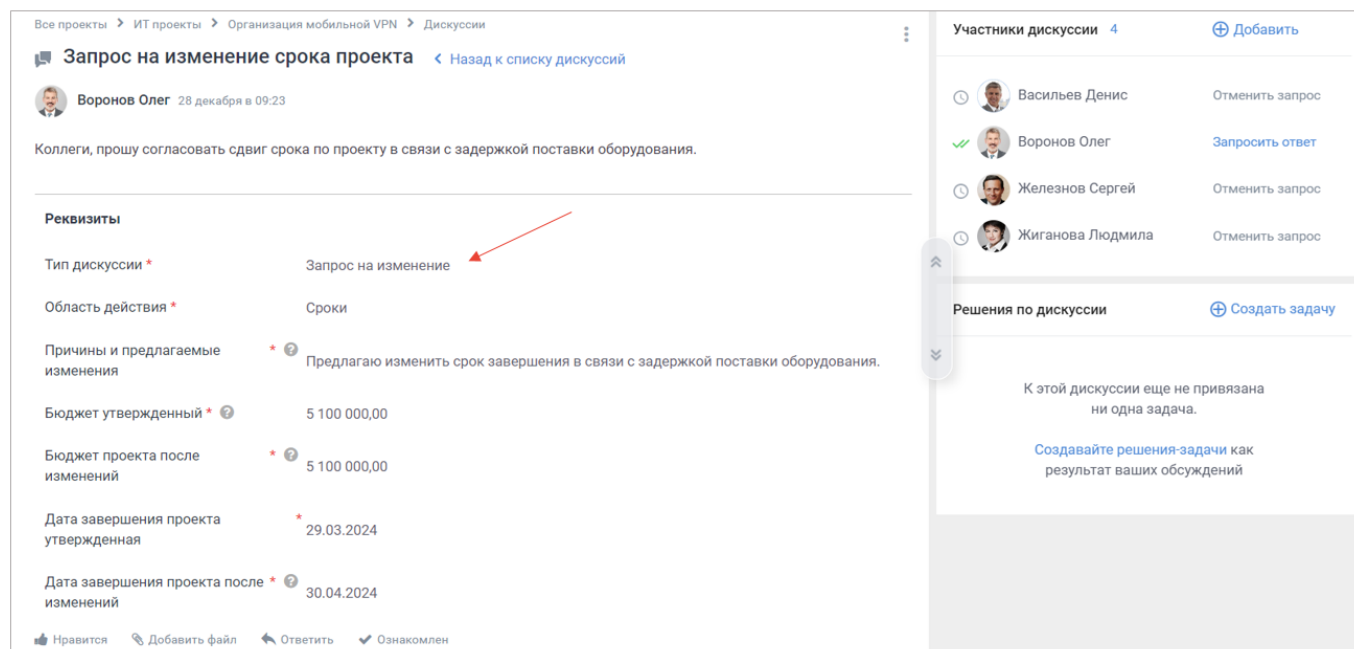 Все проекты > ИТ проекты > Организация мобильной VPN > Дискуссии
Запрос на изменение срока проекта < Назад к списку дискуссий
Воронов Олег 28 декабря в 09:23
Коллеги, прошу согласовать сдвиг срока по проекту в связи с задержкой поставки оборудования.
Реквизиты
Тип дискуссии * Запрос на изменение
Область действия * Сроки
Причины и предлагаемые * ?
изменения
Предлагаю изменить срок завершения в связи с задержкой поставки оборудования.
Бюджет утвержденный * ? 5 100 000,00
Бюджет проекта после * ?
изменений
5 100 000,00
Дата завершения проекта *
утвержденная
29.03.2024
Дата завершения проекта после * ?
изменений
30.04.2024
Нравится Добавить файл Ответить Ознакомлен
Участники дискуссии 4 Добавить
Васильев Денис Отменить запрос
Воронов Олег Запросить ответ
Железнов Сергей Отменить запрос
Жиганова Людмила Отменить запрос
Решения по дискуссии Создать задачу
К этой дискуссии еще не привязана
ни одна задача.
Создавайте решения-задачи как
результат ваших обсуждений